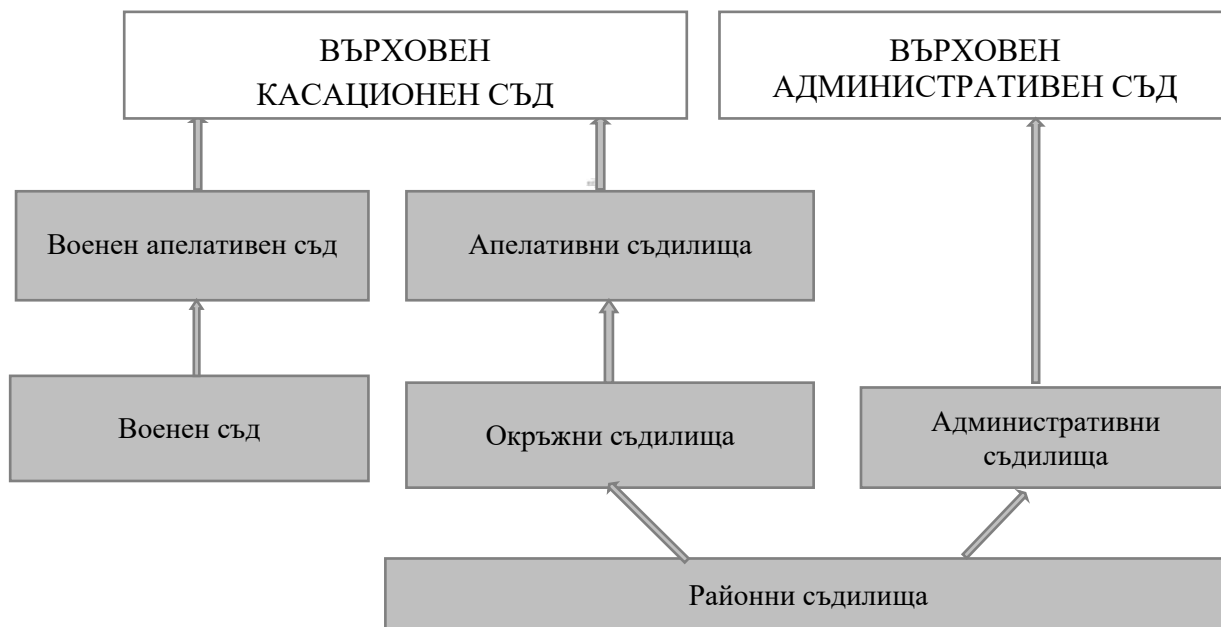 ВЪРХОВЕН
КАСАЦИОНЕН СЪД
ВЪРХОВЕН
АДМИНИСТРАТИВЕН СЪД
Военен апелативен съд
Апелативни съдилища
Военен съд
Окръжни съдилища
Административни
съдилища
Районни съдилища